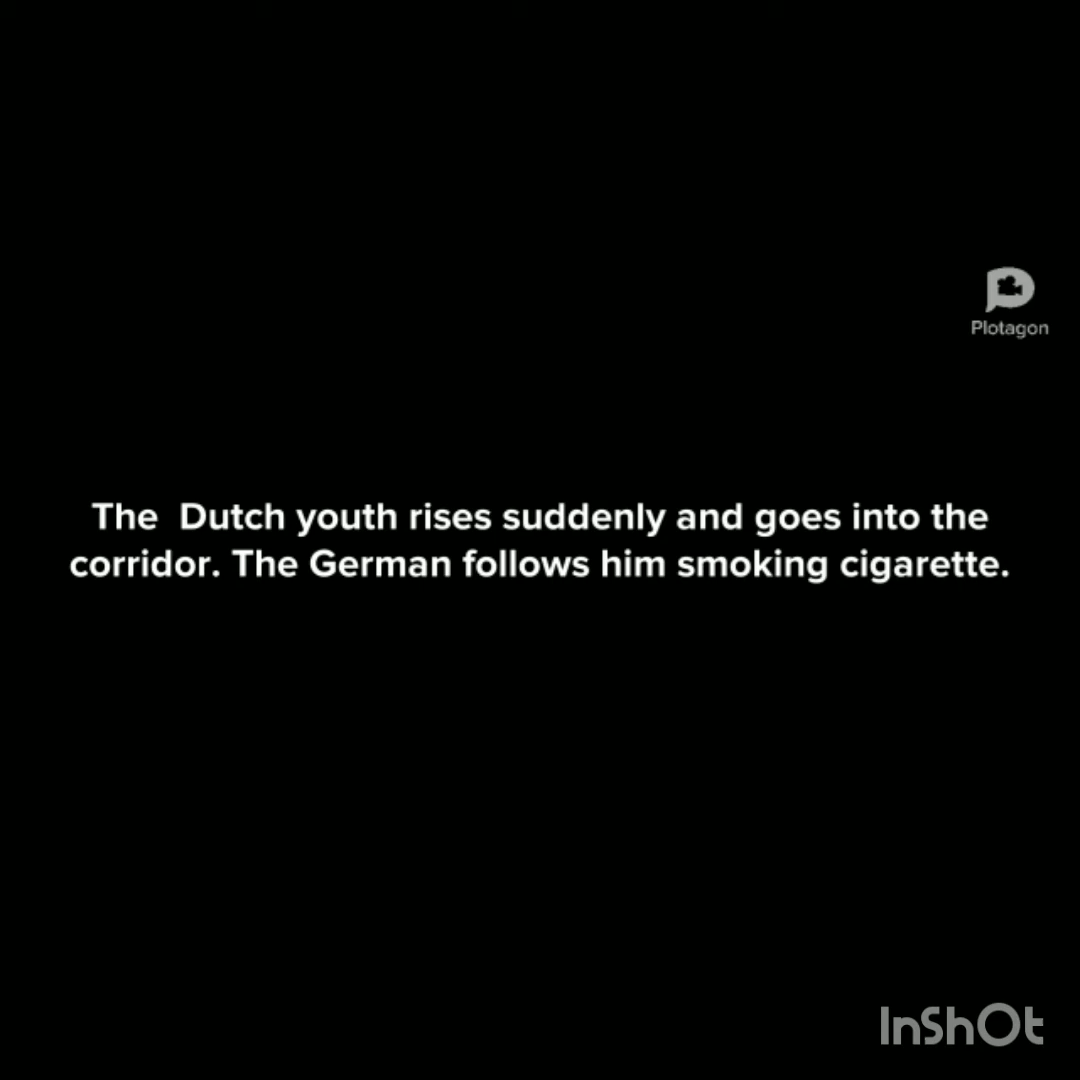 Plotagon
The  Dutch youth rises suddenly and goes into the
corridor. The German follows him smoking cigarette.
InShOt